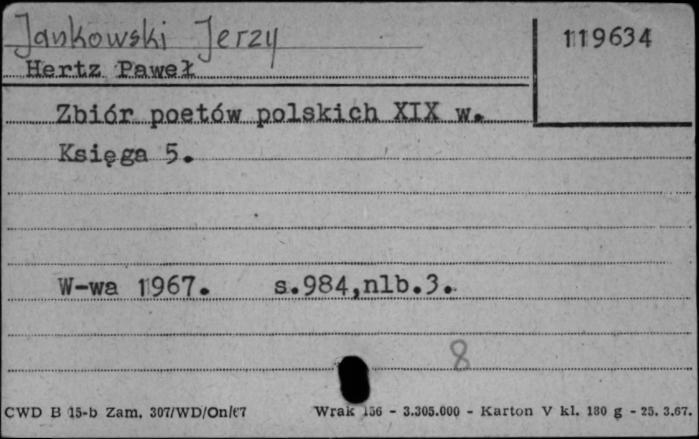 Jankowski Jerzy
119634
Hertz Paweł
Zbiór poetów polskich XIX w.
Księga 5.
W-wa 1967. s.984,nlb.3.
8
CWD B 15-b Zam. 307/WD/On/67 Wrak 156 - 3.305.000 - Karton V kl. 180 g - 25. 3.67.